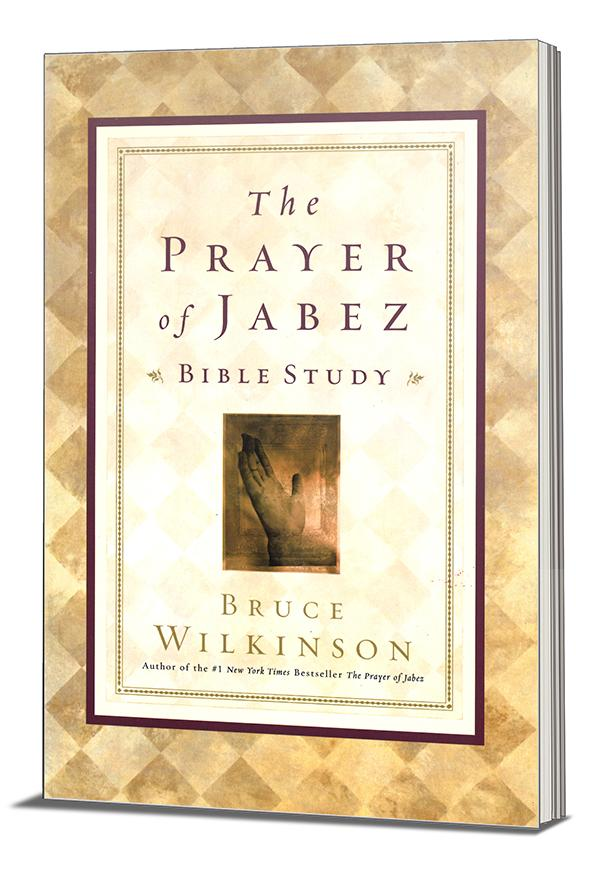 The
PRAYER
of JABEZ
BIBLE STUDY
BRUCE
WILKINSON
Author of the #1 New York Times Bestseller The Prayer of Jabez